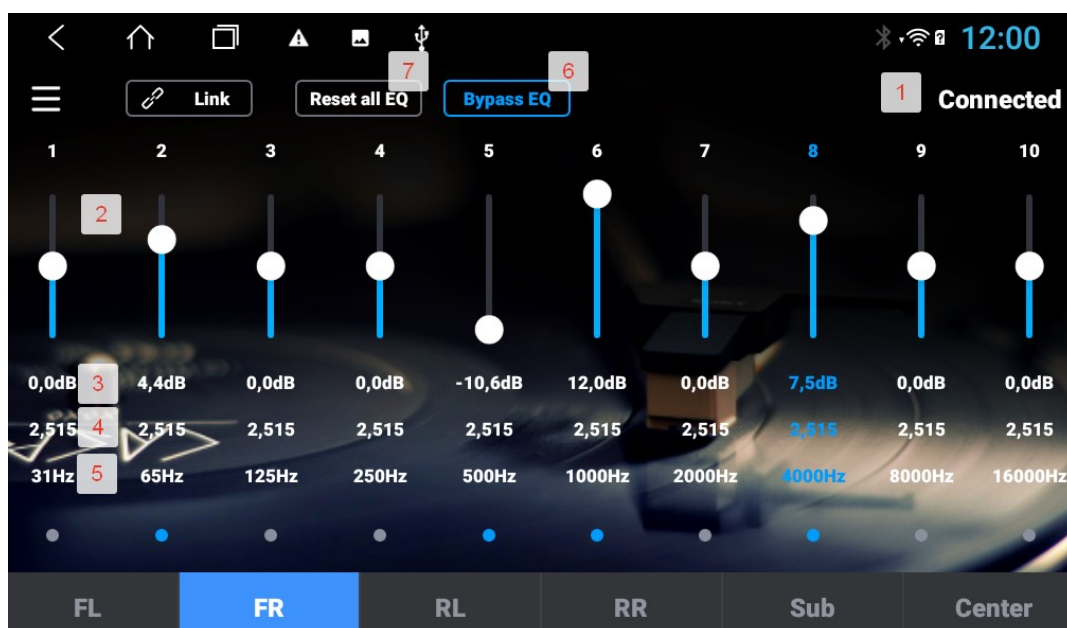 12:00
7
6
Link
Reset all EQ
Bypass EQ
1
Connected
1 2 3 4 5 6 7 8 9 10
2
0,0dB 3 4,4dB 0,0dB 0,0dB -10,6dB 12,0dB 0,0dB 7,5dB 0,0dB 0,0dB
2,515 4 2,515 2,515 2,515 2,515 2,515 2,515 2,515 2,515 2,515
31Hz 5 65Hz 125Hz 250Hz 500Hz 1000Hz 2000Hz 4000Hz 8000Hz 16000Hz
FL FR RL RR Sub Center